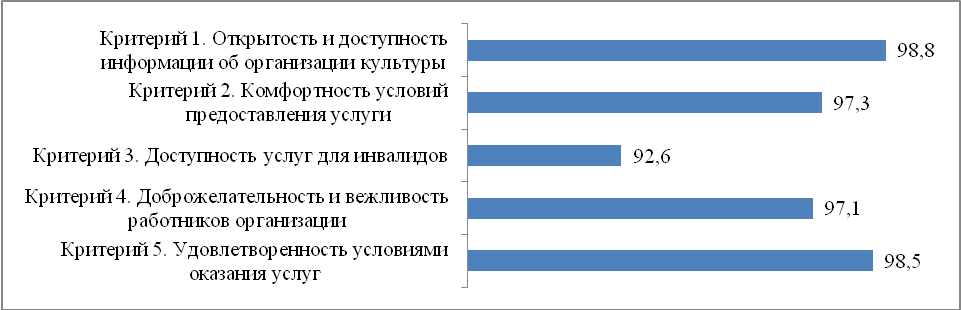 Критерий 1. Открытость и доступность
информации об организации культуры
98,8
Критерий 2. Комфортность условий
предоставления услуги
97,3
Критерий 3. Доступность услуг для инвалидов
92,6
Критерий 4. Доброжелательность и вежливость
работников организации
97,1
Критерий 5. Удовлетворенность условиями
оказания услуг
98,5